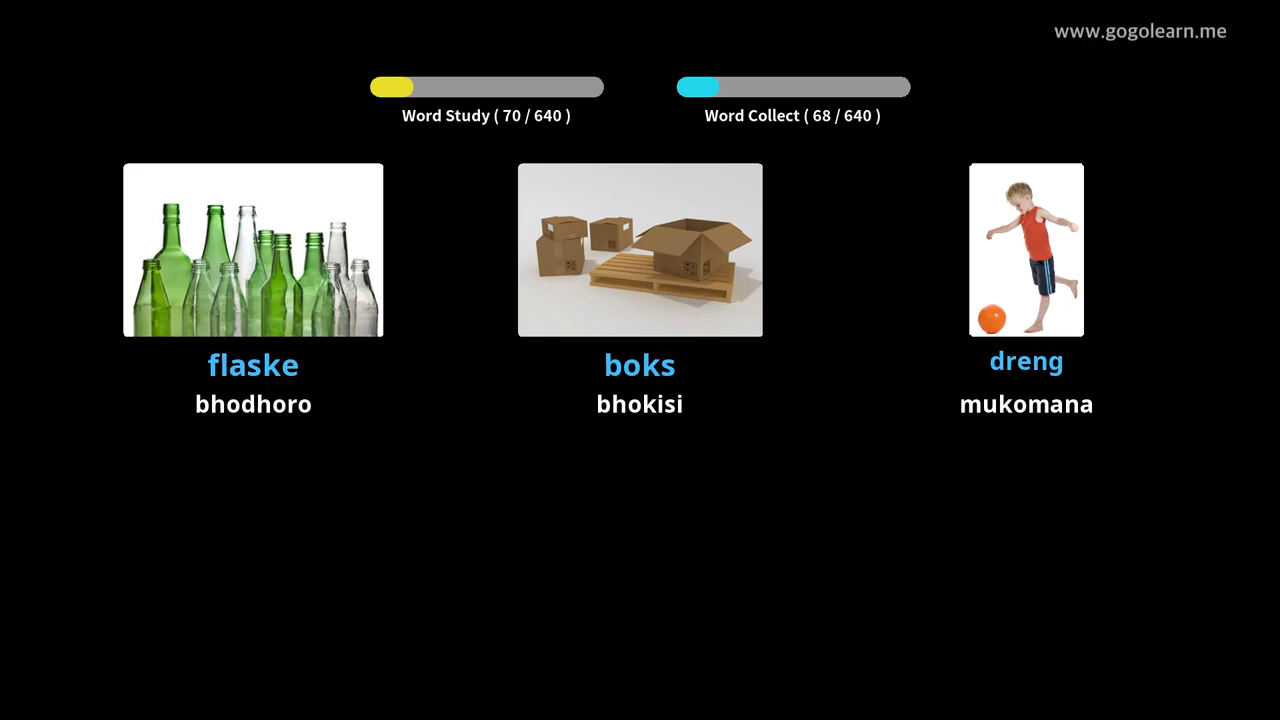 www.gogolearn.me
Word Study ( 70 / 640 )
Word Collect ( 68 / 640 )
flaske
boks
dreng
bhodhoro
bhokisi
mukomana